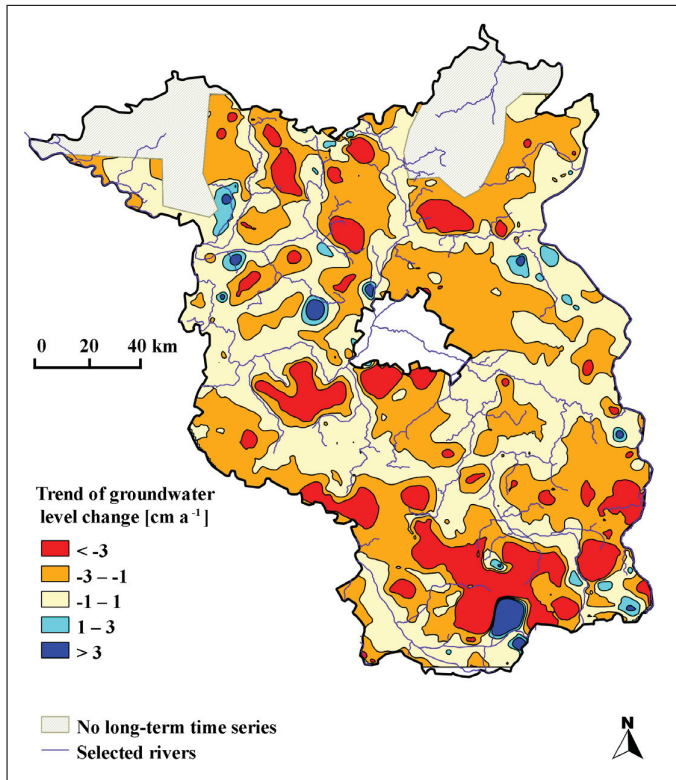 0 20 40 km
Trend of groundwater
level change [cm a⁻¹]
< -3
-3 – -1
-1 – 1
1 – 3
> 3
No long-term time series
Selected rivers
N